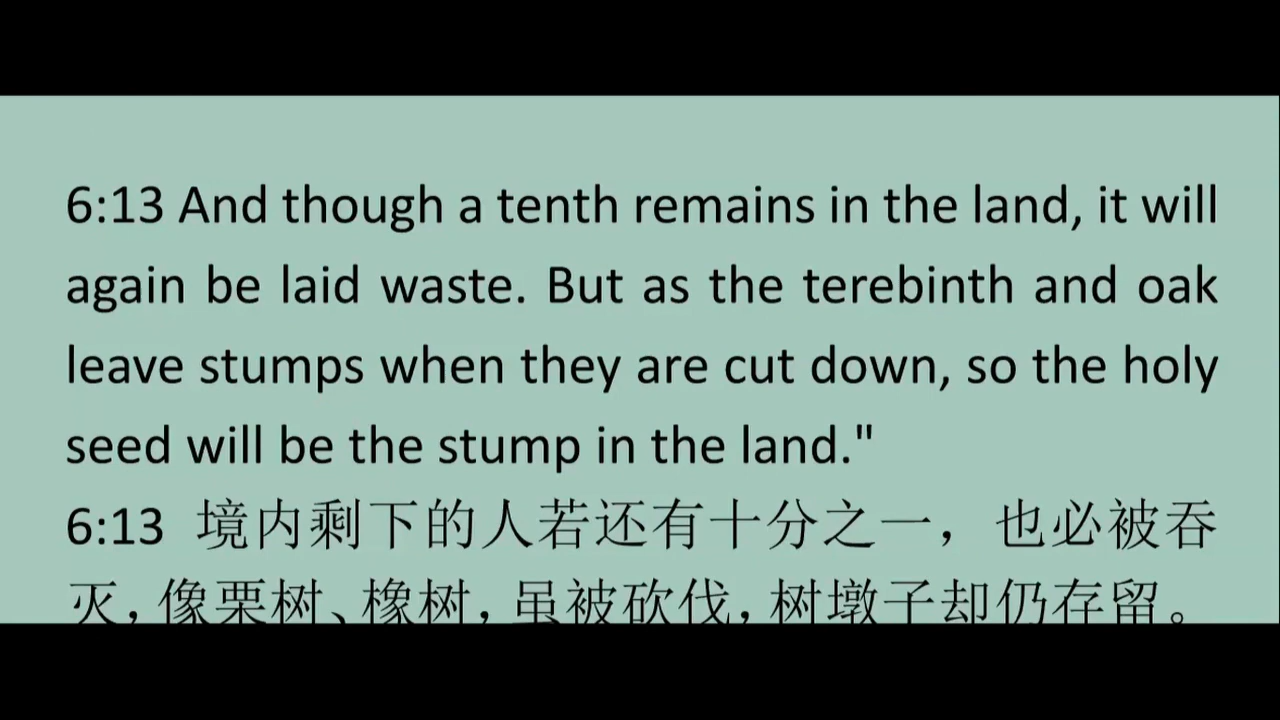 6:13 And though a tenth remains in the land, it will
again be laid waste. But as the terebinth and oak
leave stumps when they are cut down, so the holy
seed will be the stump in the land."
6:13 境内剩下的人若还有十分之一，也必被吞
灭，像栗树、橡树，虽被砍伐，树墩子却仍存留。